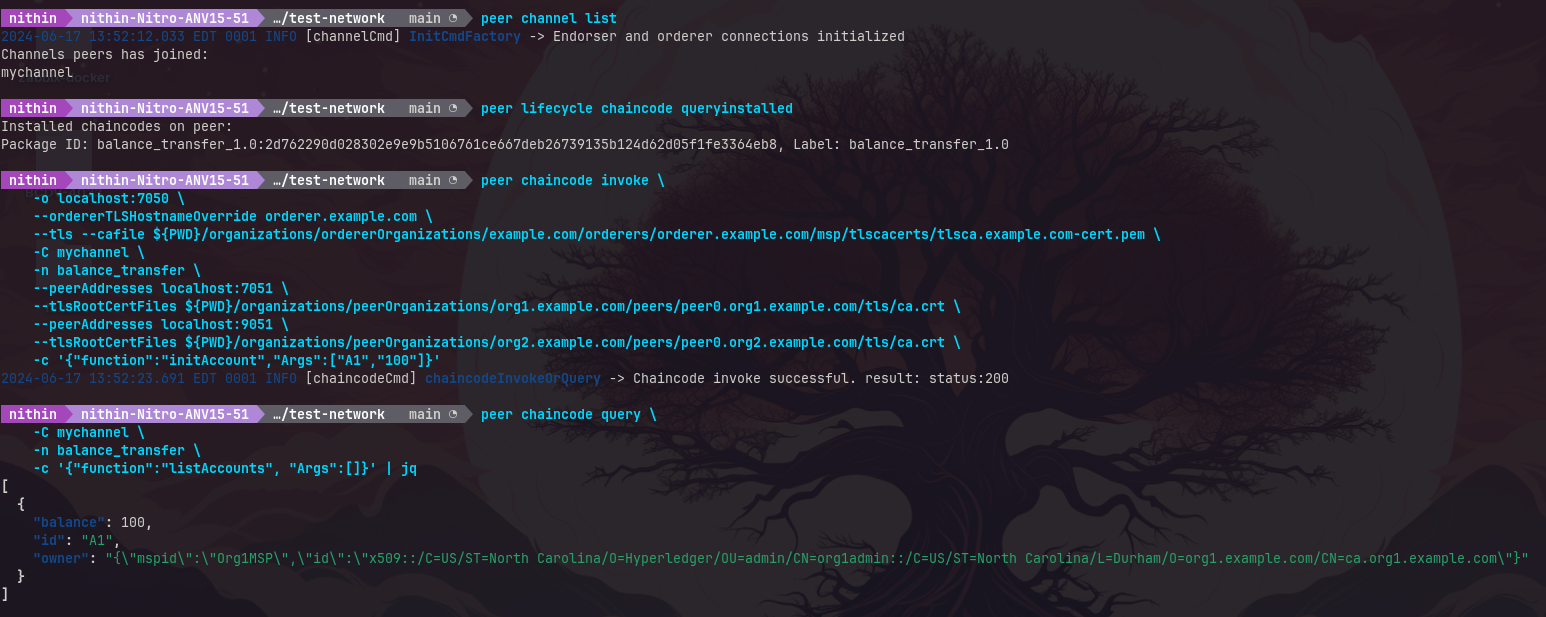 nithin nithin-Nitro-ANV15-51 …/test-network main peer channel list
2024-06-17 13:52:12.033 EDT 0001 INFO [channelCmd] InitCmdFactory -> Endorser and orderer connections initialized
Channels peers has joined:
mychannel
nithin nithin-Nitro-ANV15-51 …/test-network main peer lifecycle chaincode queryinstalled
Installed chaincodes on peer:
Package ID: balance_transfer_1.0:2d762290d028302e9e9b5106761ce667deb26739135b124d62d05f1fe3364eb8, Label: balance_transfer_1.0
nithin nithin-Nitro-ANV15-51 …/test-network main peer chaincode invoke \
-o localhost:7050 \
--ordererTLSHostnameOverride orderer.example.com \
--tls --cafile ${PWD}/organizations/ordererOrganizations/example.com/orderers/orderer.example.com/msp/tlscacerts/tlsca.example.com-cert.pem \
-C mychannel \
-n balance_transfer \
--peerAddresses localhost:7051 \
--tlsRootCertFiles ${PWD}/organizations/peerOrganizations/org1.example.com/peers/peer0.org1.example.com/tls/ca.crt \
--peerAddresses localhost:9051 \
--tlsRootCertFiles ${PWD}/organizations/peerOrganizations/org2.example.com/peers/peer0.org2.example.com/tls/ca.crt \
-c '{"function":"initAccount","Args":["A1","100"]}'
2024-06-17 13:52:23.691 EDT 0001 INFO [chaincodeCmd] chaincodeInvokeOrQuery -> Chaincode invoke successful. result: status:200
nithin nithin-Nitro-ANV15-51 …/test-network main peer chaincode query \
-C mychannel \
-n balance_transfer \
-c '{"function":"listAccounts", "Args":[]}' | jq
[
{
"balance": 100,
"id": "A1",
"owner": "{\"mspid\":\"Org1MSP\",\"id\":\"x509::/C=US/ST=North Carolina/O=Hyperledger/OU=admin/CN=org1admin::/C=US/ST=North Carolina/L=Durham/O=org1.example.com/CN=ca.org1.example.com\"}"
}
]